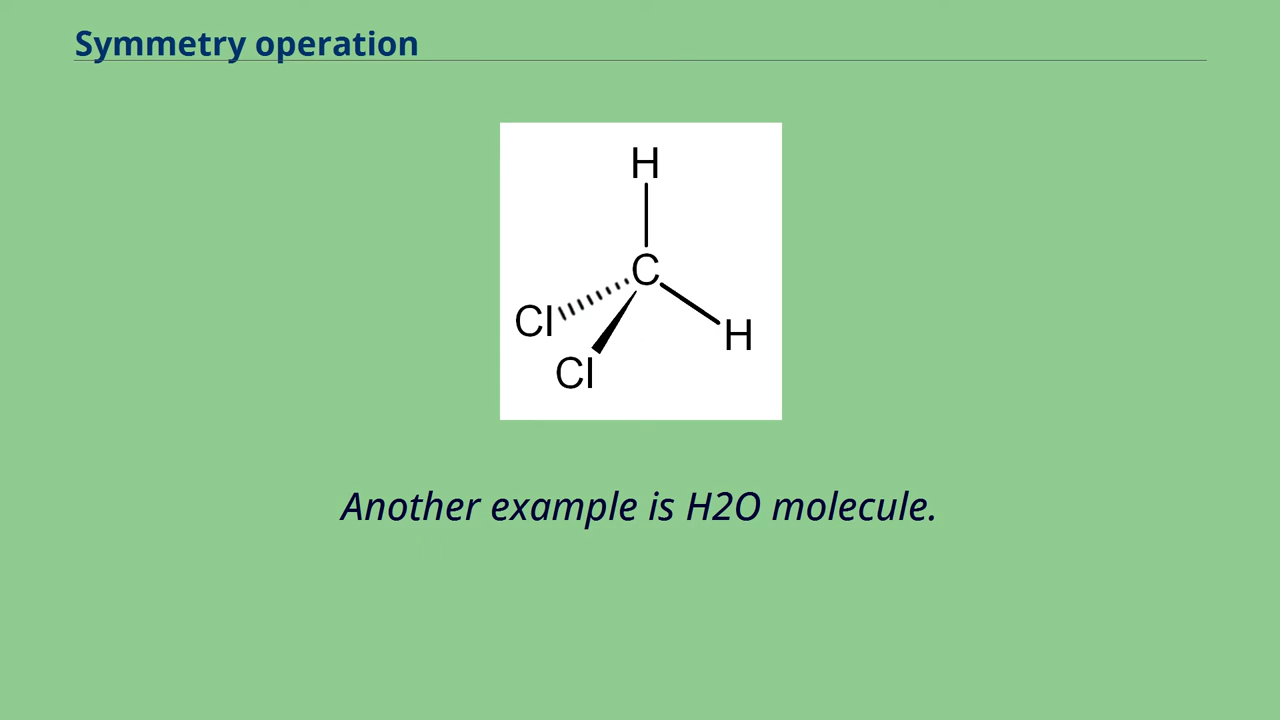 Symmetry operation
H
C
Cl
H
Cl
Another example is H2O molecule.